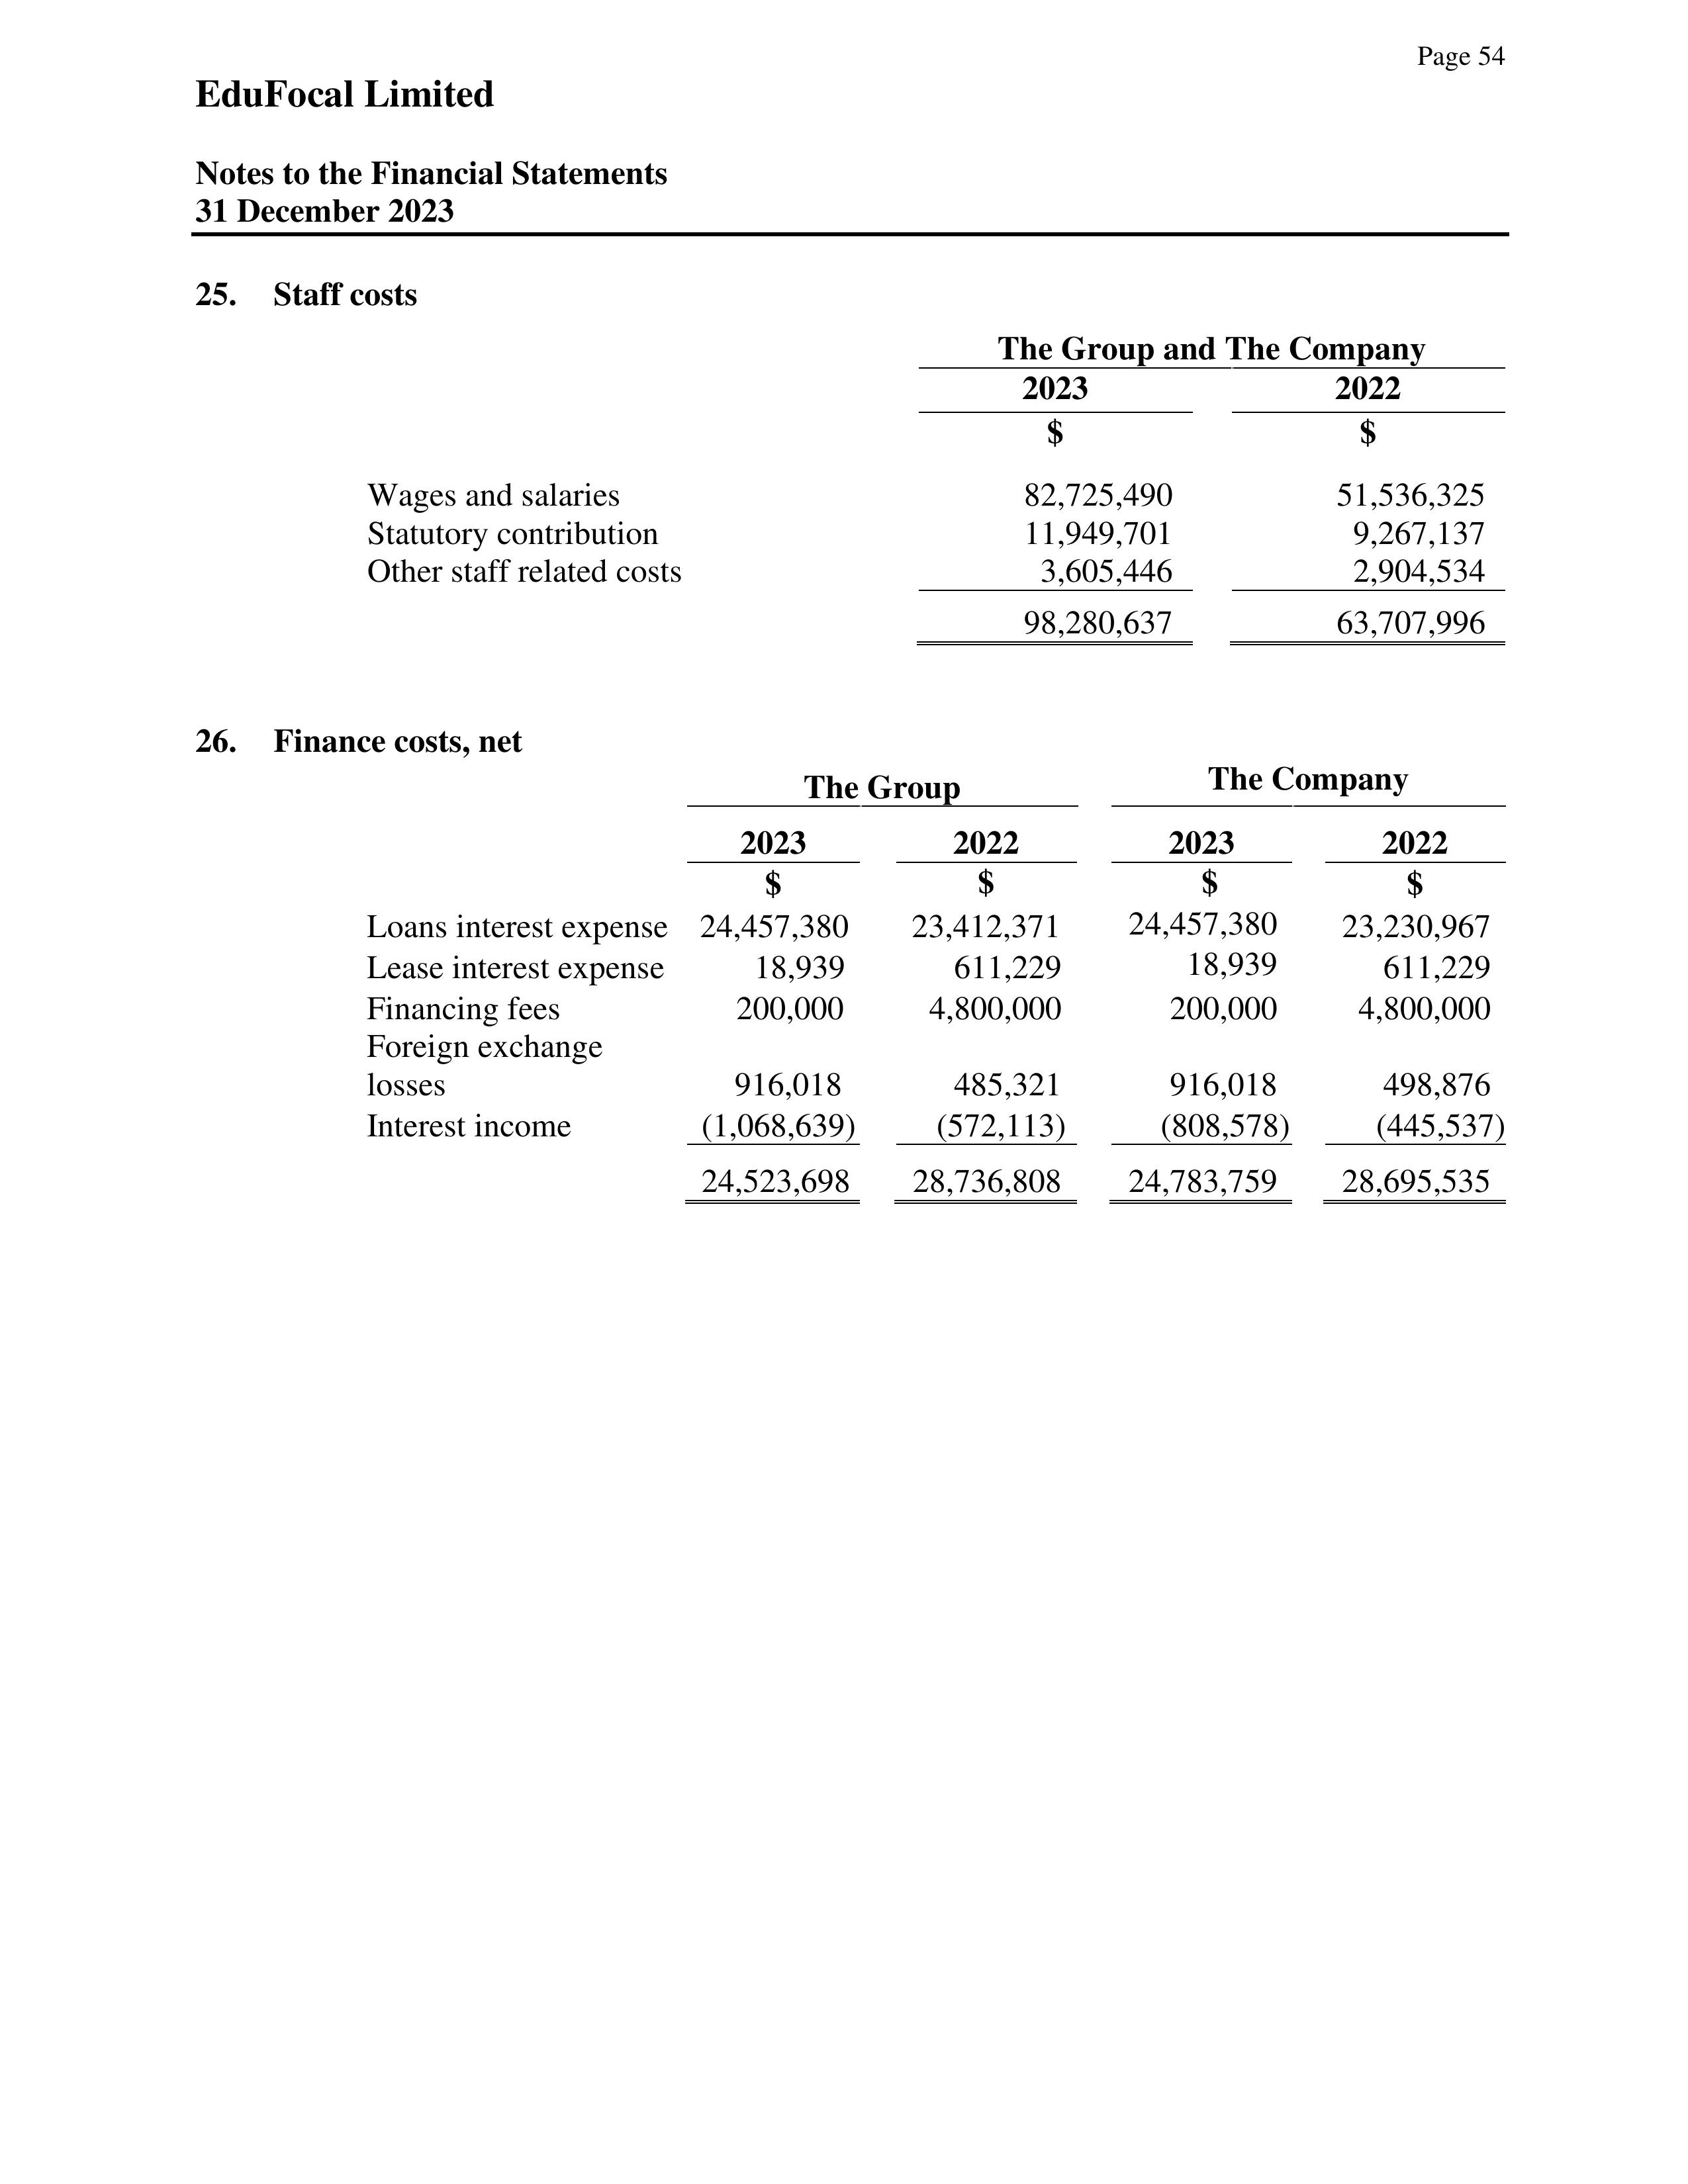 Page 54
EduFocal Limited
Notes to the Financial Statements
31 December 2023
25. Staff costs
The Group and The Company
2023 2022
$ $
Wages and salaries 82,725,490 51,536,325
Statutory contribution 11,949,701 9,267,137
Other staff related costs 3,605,446 2,904,534
98,280,637 63,707,996
26. Finance costs, net
The Group The Company
2023 2022 2023 2022
$ $ $ $
Loans interest expense 24,457,380 23,412,371 24,457,380 23,230,967
Lease interest expense 18,939 611,229 18,939 611,229
Financing fees 200,000 4,800,000 200,000 4,800,000
Foreign exchange
losses 916,018 485,321 916,018 498,876
Interest income (1,068,639) (572,113) (808,578) (445,537)
24,523,698 28,736,808 24,783,759 28,695,535